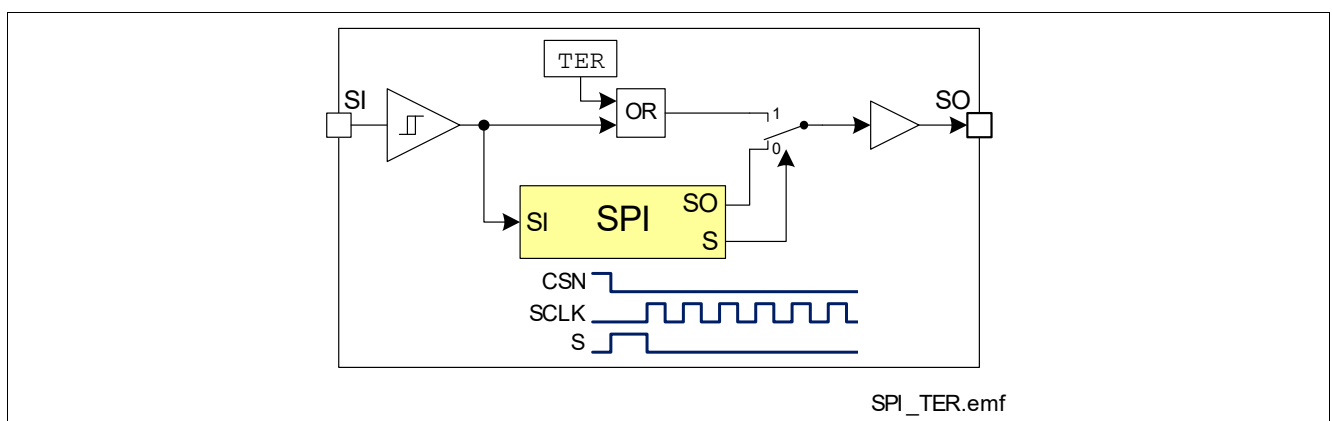 TER
SI
OR
1
SO
0
SI
SPI
SO
S
CSN
SCLK
S
SPI_TER.emf